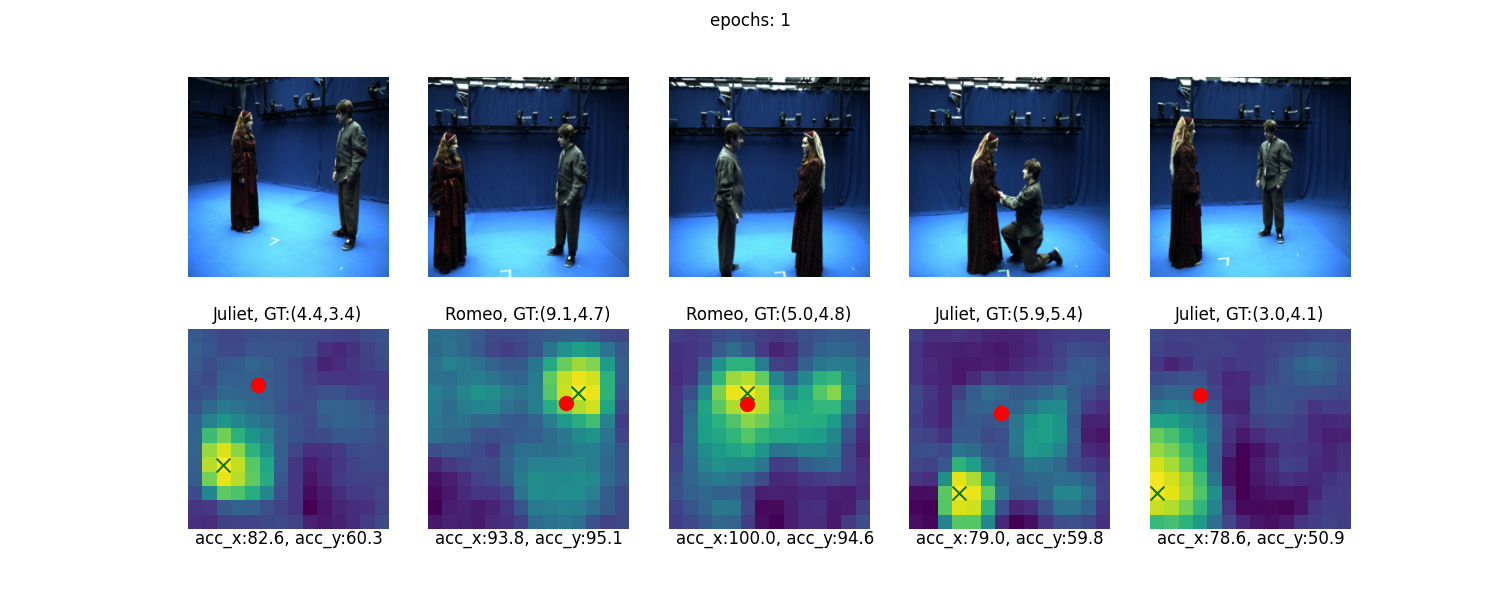 epochs: 1
Juliet, GT:(4.4,3.4)
Romeo, GT:(9.1,4.7)
Romeo, GT:(5.0,4.8)
Juliet, GT:(5.9,5.4)
Juliet, GT:(3.0,4.1)
acc_x:82.6, acc_y:60.3
acc_x:93.8, acc_y:95.1
acc_x:100.0, acc_y:94.6
acc_x:79.0, acc_y:59.8
acc_x:78.6, acc_y:50.9